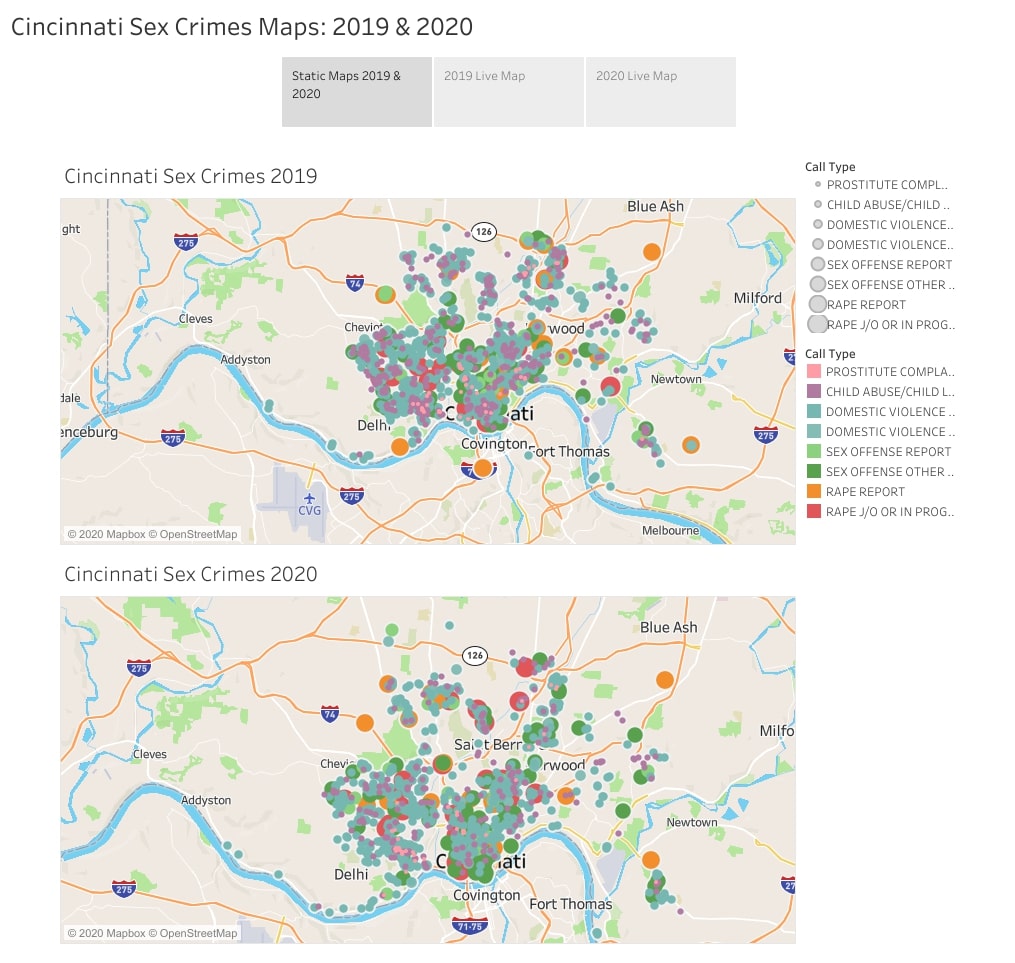 Cincinnati Sex Crimes Maps: 2019 & 2020
Static Maps 2019 &
2020
2019 Live Map
2020 Live Map
Cincinnati Sex Crimes 2019
Call Type
PROSTITUTE COMPL..
CHILD ABUSE/CHILD ..
DOMESTIC VIOLENCE..
DOMESTIC VIOLENCE..
SEX OFFENSE REPORT
SEX OFFENSE OTHER ..
RAPE REPORT
RAPE J/O OR IN PROG..
Call Type
PROSTITUTE COMPLA..
CHILD ABUSE/CHILD L..
DOMESTIC VIOLENCE ..
DOMESTIC VIOLENCE ..
SEX OFFENSE REPORT
SEX OFFENSE OTHER ..
RAPE REPORT
RAPE J/O OR IN PROG..
Blue Ash
ght
126
275
74
Milford
Cleves
Cheviot
wood
Addyston
27
Newtown
dale
enceburg
Delhi
C
ati
275
275
Covington
Fort Thomas
7
275
CVG
Melbourne
© 2020 Mapbox © OpenStreetMap
Cincinnati Sex Crimes 2020
Blue Ash
126
275
74
Milfo
Cleves
Sai
t Bern
Chevi
rwood
Addyston
Newtown
C
ati
Delhi
275
27
Covington
Fort Thomas
71-75
© 2020 Mapbox © OpenStreetMap